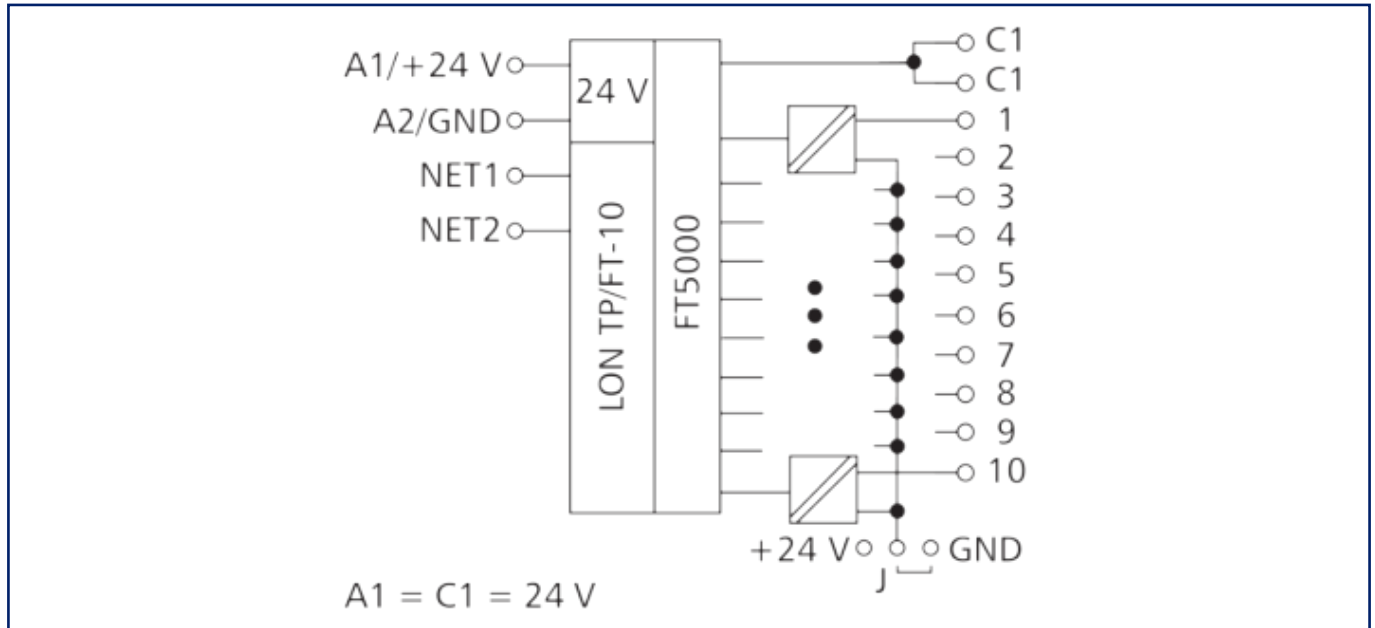 A1/+24 V
A2/GND
NET1
NET2
24 V
LON TP/FT-10
FT5000
C1
C1
1
2
3
4
5
6
7
8
9
10
+24 V
GND
J
A1 = C1 = 24 V